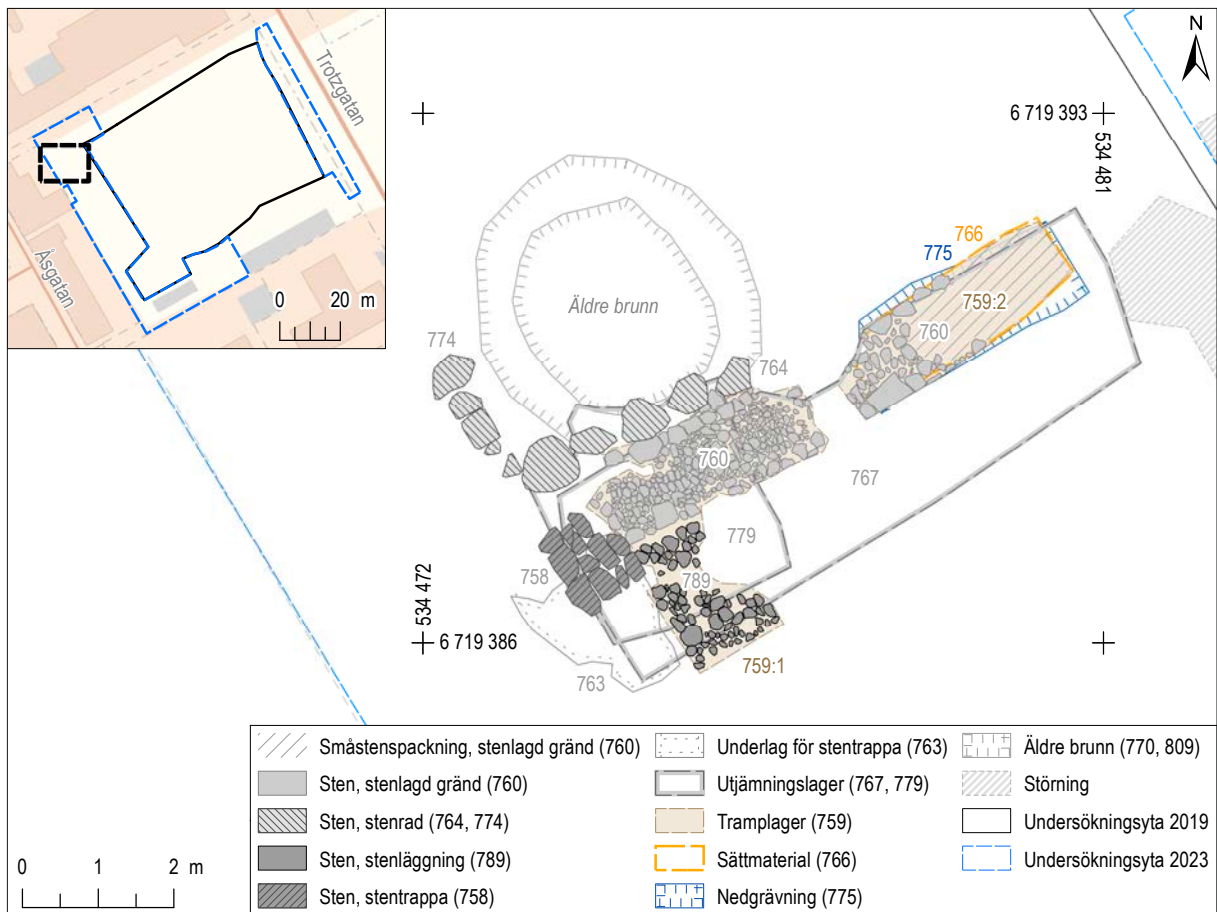 Trotzgatan
Åsgatan
0 20 m
N
6 719 393
534 481
766
775
759:2
760
Äldre brunn
774
764
760
767
779
758
789
534 472
6 719 386
759:1
763
Småstenspackning, stenlagd gränd (760)
Sten, stenlagd gränd (760)
Sten, stenrad (764, 774)
Sten, stenläggning (789)
Sten, stentrappa (758)
Underlag för stentrappa (763)
Utjämningslager (767, 779)
Tramplager (759)
Sättmaterial (766)
Nedgrävning (775)
Äldre brunn (770, 809)
Störning
Undersökningsyta 2019
Undersökningsyta 2023
0 1 2 m